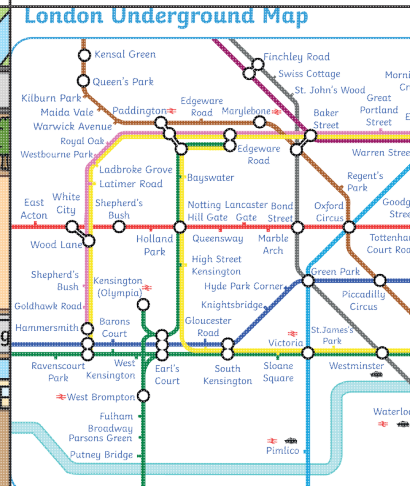 London Underground Map
Kensal Green
Queen's Park
Kilburn Park
Maida Vale
Warwick Avenue
Royal Oak
Westbourne Park
Paddington
Edgeware
Road
Marylebone
Finchley Road
Swiss Cottage
St. John's Wood
Baker
Street
Great
Portland
Street
Morni
Cr
Warren Stree
Edgeware
Road
Ladbroke Grove
Latimer Road
Bayswater
Regent's
Park
East
Acton
White
City
Shepherd's
Bush
Notting
Hill Gate
Lancaster
Gate
Bond
Street
Oxford
Circus
Goodg
Stre
Wood Lane
Holland
Park
Queensway
Marble
Arch
Tottenha
Court Roa
High Street
Kensington
Green Park
Shepherd's
Bush
Kensington
(Olympia)
Hyde Park Corner
Piccadilly
Circus
Goldhawk Road
Knightsbridge
Hammersmith
Barons
Court
Gloucester
Road
Victoria
St.James's
Park
Ravenscourt
Park
West
Kensington
Earl's
Court
South
Kensington
Sloane
Square
Westminster
West Brompton
Fulham
Broadway
Parsons Green
Putney Bridge
Waterlo
Pimlico
g